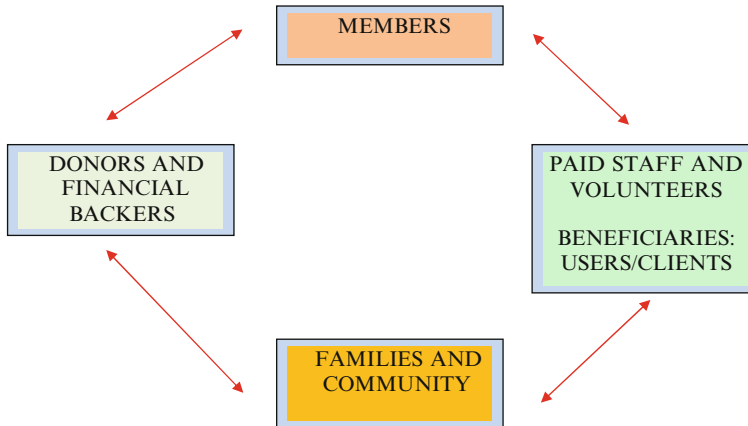 MEMBERS
DONORS AND
FINANCIAL
BACKERS
PAID STAFF AND
VOLUNTEERS
BENEFICIARIES:
USERS/CLIENTS
FAMILIES AND
COMMUNITY